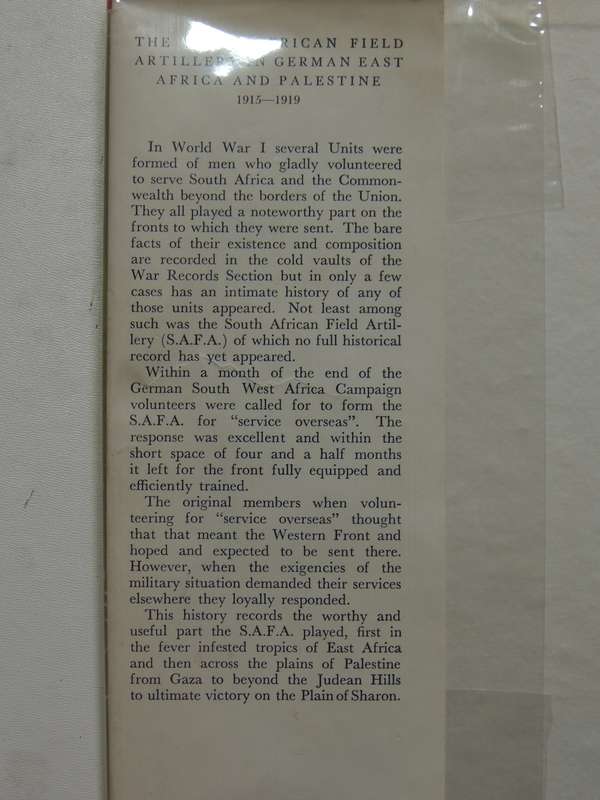 THE RICAN FIELD
ARTILLERY IN GERMAN EAST
AFRICA AND PALESTINE
1915—1919
In World War I several Units were
formed of men who gladly volunteered
to serve South Africa and the Common-
wealth beyond the borders of the Union.
They all played a noteworthy part on the
fronts to which they were sent. The bare
facts of their existence and composition
are recorded in the cold vaults of the
War Records Section but in only a few
cases has an intimate history of any of
those units appeared. Not least among
such was the South African Field Artil-
lery (S.A.F.A.) of which no full historical
record has yet appeared.
Within a month of the end of the
German South West Africa Campaign
volunteers were called for to form the
S.A.F.A. for “service overseas”. The
response was excellent and within the
short space of four and a half months
it left for the front fully equipped and
efficiently trained.
The original members when volun-
teering for “service overseas” thought
that that meant the Western Front and
hoped and expected to be sent there.
However, when the exigencies of the
military situation demanded their services
elsewhere they loyally responded.
This history records the worthy and
useful part the S.A.F.A. played, first in
the fever infested tropics of East Africa
and then across the plains of Palestine
from Gaza to beyond the Judean Hills
to ultimate victory on the Plain of Sharon.